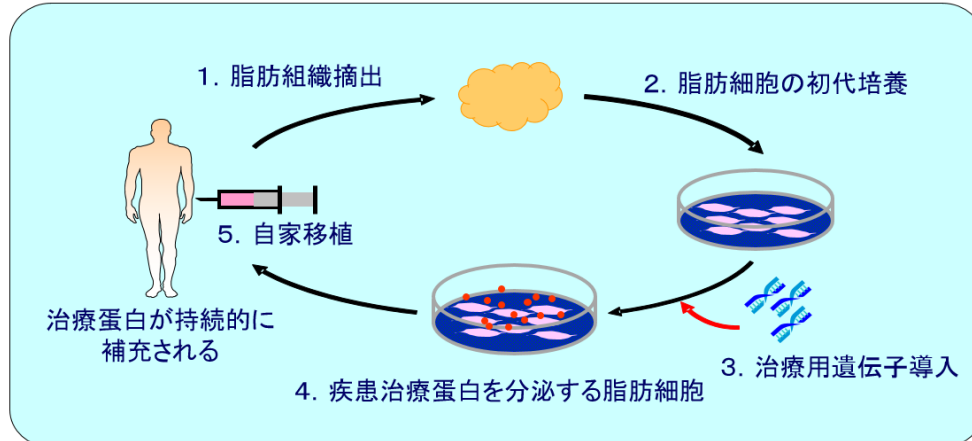 1．脂肪組織摘出
2．脂肪細胞の初代培養
3．治療用遺伝子導入
4．疾患治療蛋白を分泌する脂肪細胞
5．自家移植
治療蛋白が持続的に
補充される